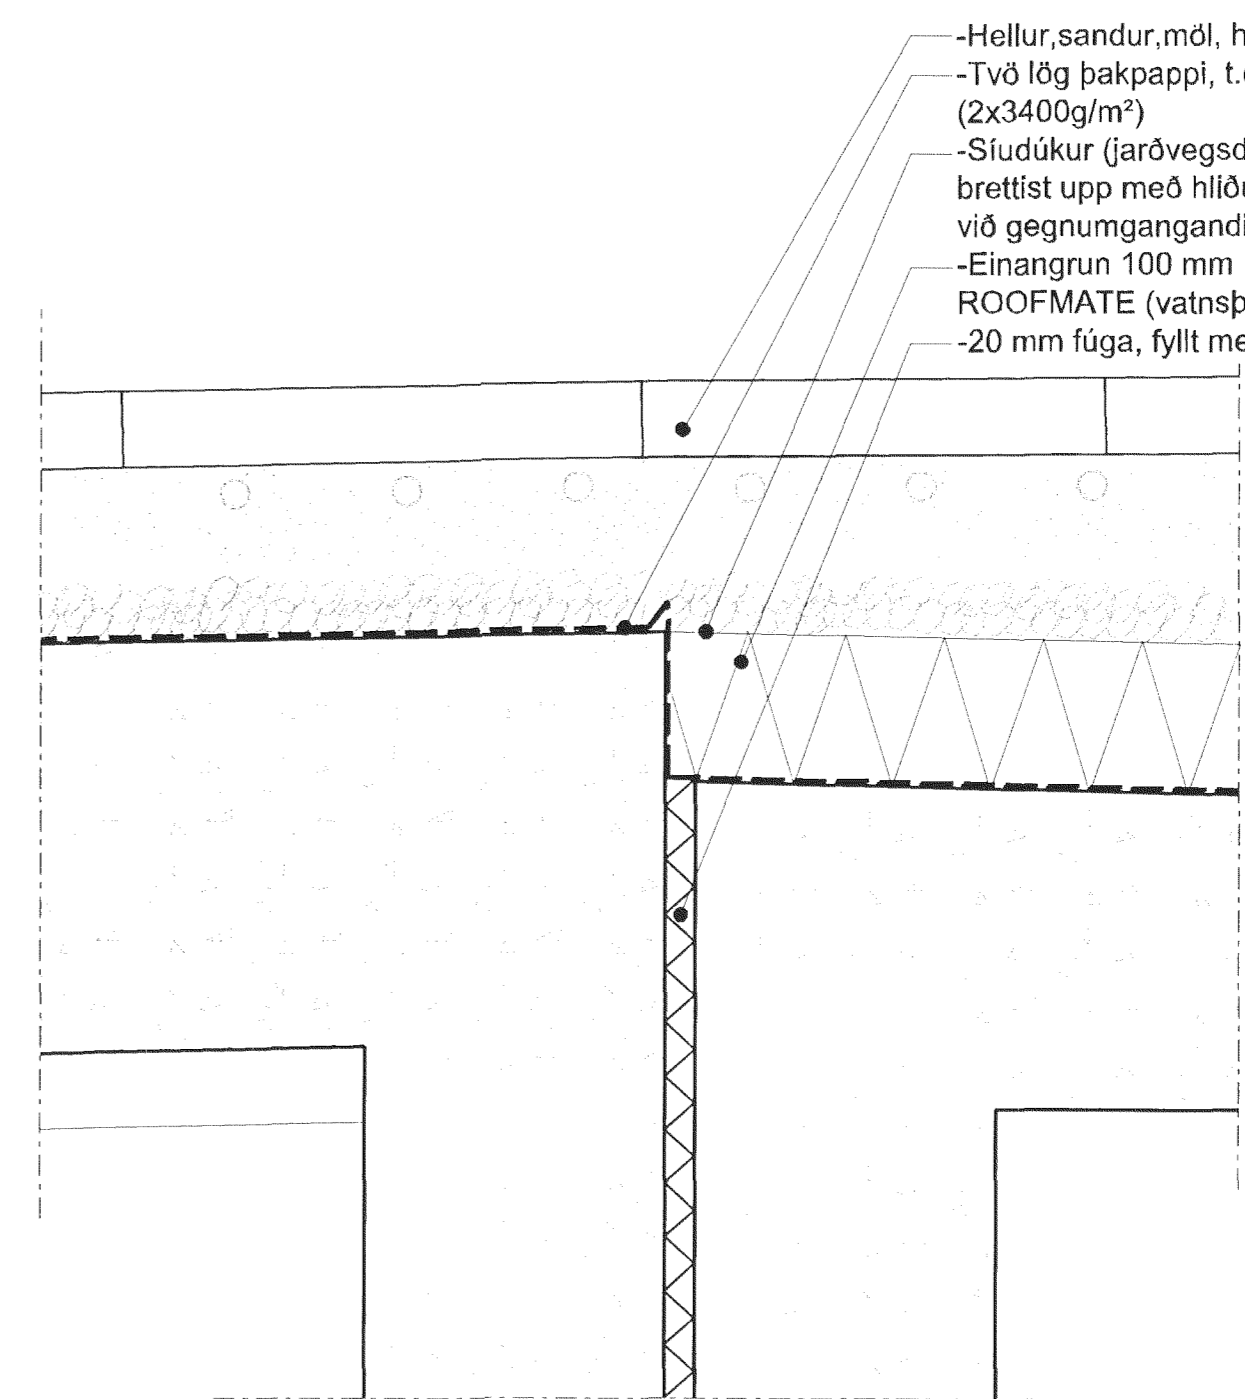 -Hellur,sandur,möl, h
-Tvö lög þakpappi, t.
(2x3400g/m²)
-Síudúkur (jarðvegsd
brettist upp með hliðu
við gegnumgangandi
-Einangrun 100 mm
ROOFMATE (vatnsþ
-20 mm fúga, fyllt me